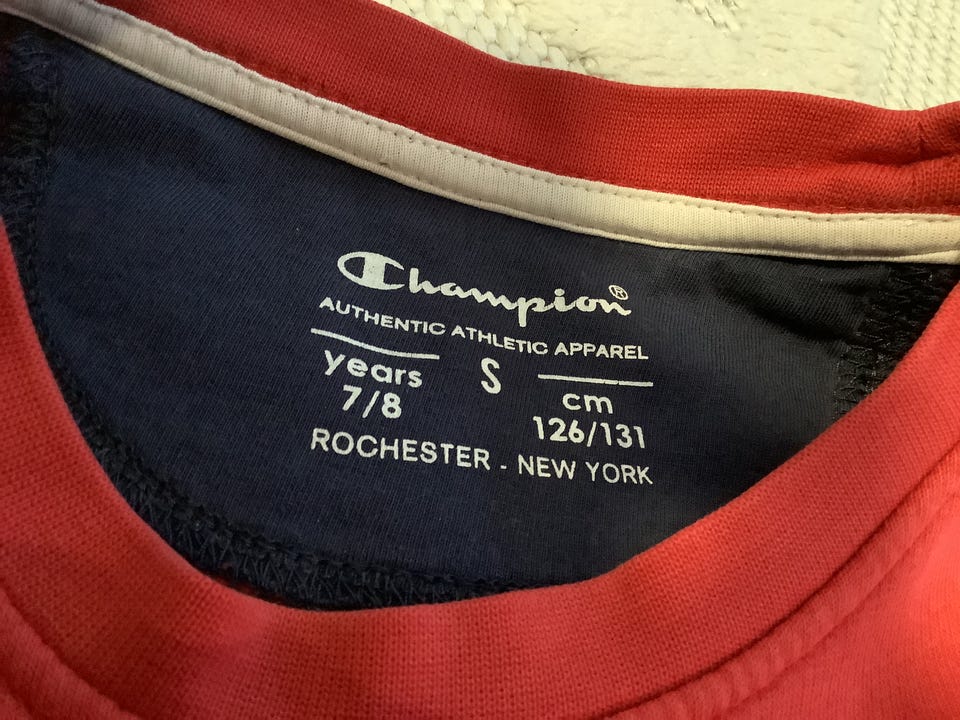 Champion®
AUTHENTIC ATHLETIC APPAREL
years S cm
7/8 126/131
ROCHESTER - NEW YORK